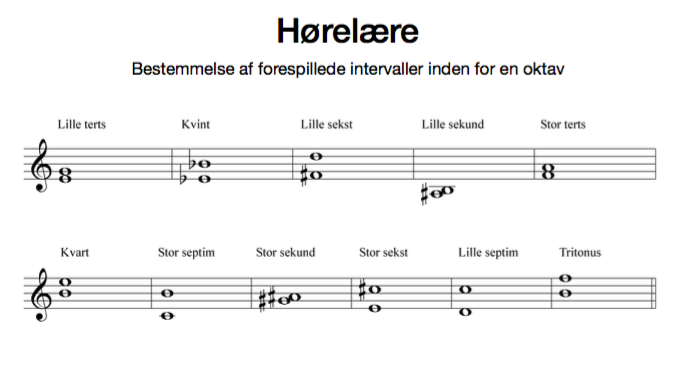 Hørelære
Bestemmelse af forespillede intervaller inden for en oktav
Lille terts Kvint Lille sekst Lille sekund Stor terts
Kvart Stor septim Stor sekund Stor sekst Lille septim Tritonus